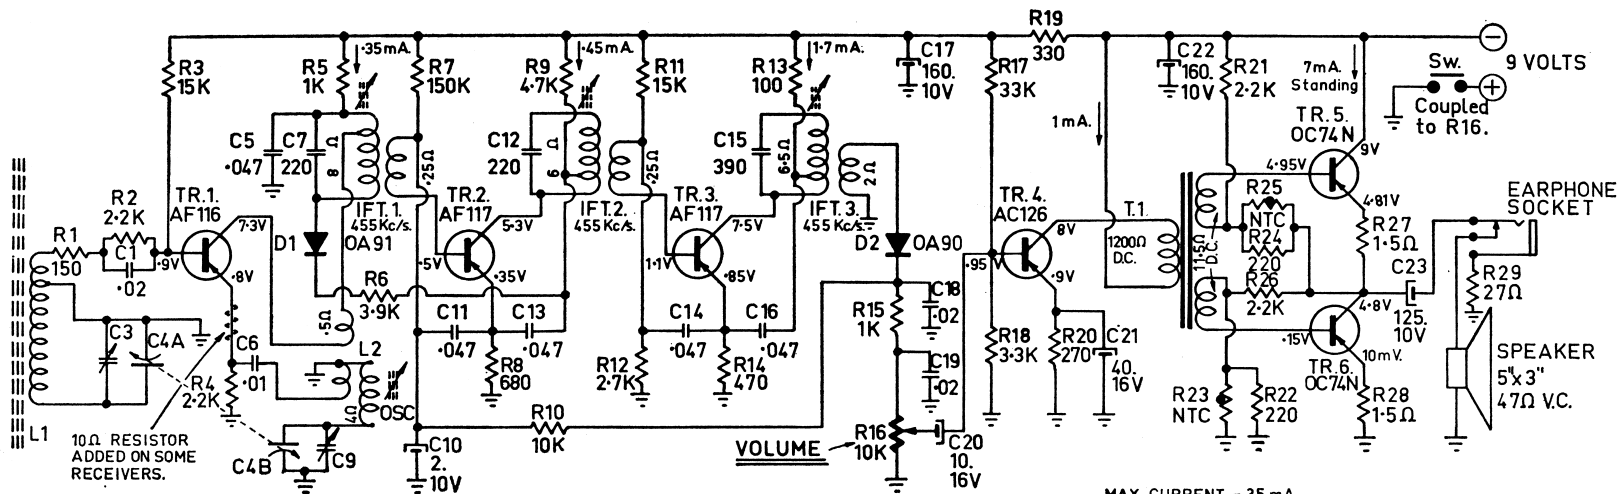 R19
330
·35mA.
·45mA.
1·7mA.
R3
15K
R5
1K
R7
150K
R9
4.7K
R11
15K
R13
100
C17
160.
10V
R17
33K
C22
160.
10V
R21
2·2K
7mA.
Standing
TR.5.
OC74N
9V
9 VOLTS
Sw.
Coupled
to R16.
1mA.
C5
·047
C7
220
8 Ω
·25Ω
C12
220
9 Ω
·25Ω
C15
390
6·5Ω
2Ω
4.95V
4·81V
EARPHONE
SOCKET
R2
2·2K
TR.1.
AF116
7·3V
IFT.1.
455Kc/s.
TR.2.
AF117
5·3V
IFT.2.
455Kc/s.
TR.3.
AF117
7·5V
IFT.3.
455Kc/s.
TR.4.
AC126
8V
T.1
1200Ω
D.C.
11.5Ω
D.C.
R25
NTC
R24
220
R26
2·2K
R27
1·5Ω
R1
150
C1
·02
·9V
·8V
D1
OA91
·5V
·35V
1·1V
·85V
D2
OA90
·95V
·9V
C23
125.
10V
R29
27Ω
R6
3.9K
·5Ω
C11
·047
C13
·047
C14
·047
C16
·047
R15
1K
C18
·02
4·8V
·15V
10mV.
TR.6.
OC74N
C3
C4A
C6
·01
L2
R4
2·2K
4Ω
OSC
R8
680
R12
2·7K
R14
470
C19
·02
R18
3·3K
R20
270
C21
40.
16V
R23
NTC
R22
220
R28
1·5Ω
SPEAKER
5"x3"
47Ω V.C.
L1
10Ω RESISTOR
ADDED ON SOME
RECEIVERS.
C4B
C9
C10
2.
10V
R10
10K
VOLUME
R16
10K
C20
10.
16V